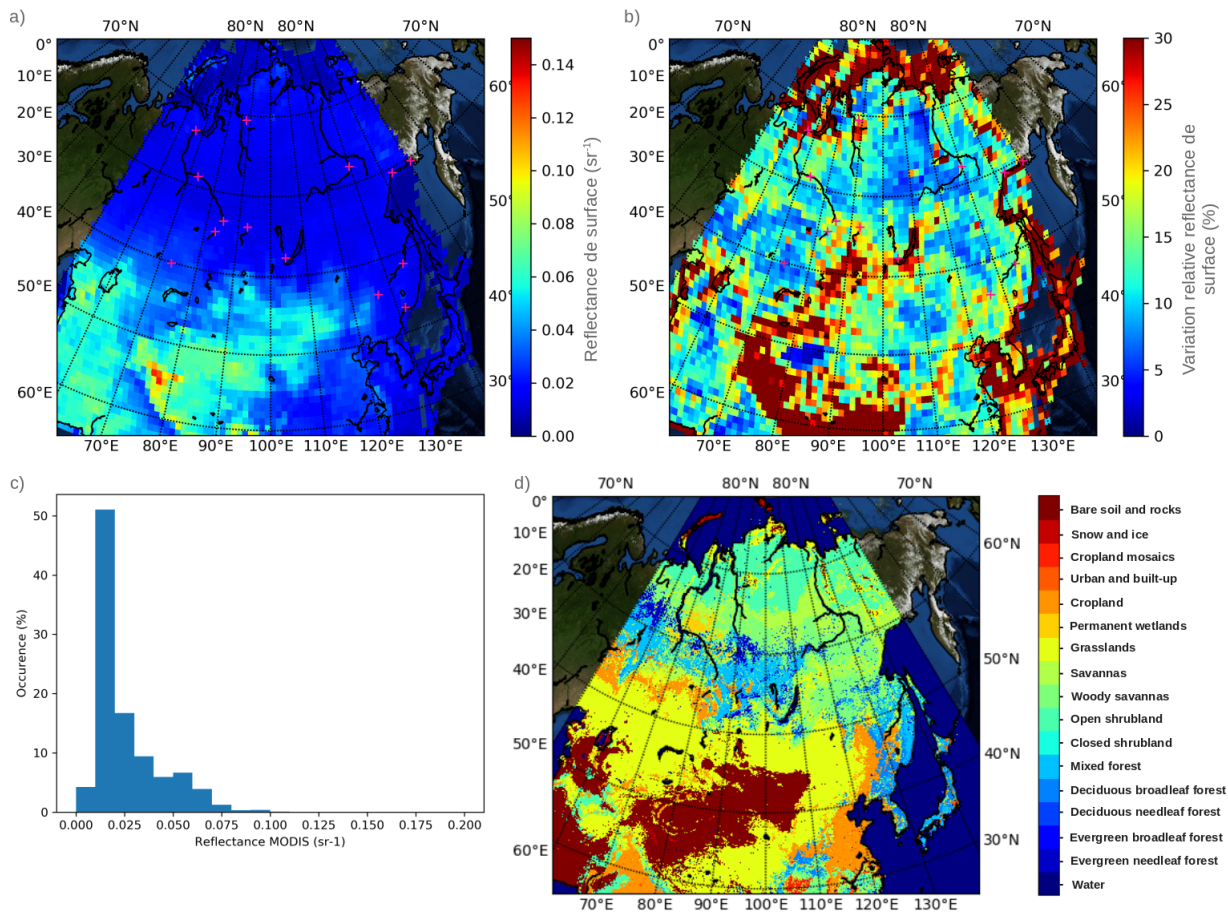 a)
70°N
80°N 80°N
70°N
0°
10°E
20°E
30°E
40°E
50°E
60°E
60°
50°
40°
30°
70°E 80°E 90°E 100°E 110°E 120°E 130°E
0.14
0.12
0.10
0.08
0.06
0.04
0.02
0.00
Reflectance de surface (sr⁻¹)
b)
70°N
80°N 80°N
70°N
0°
10°E
20°E
30°E
40°E
50°E
60°E
60°
50°
40°
30°
70°E 80°E 90°E 100°E 110°E 120°E 130°E
30
25
20
15
10
5
0
Variation relative reflectance de
surface (%)
c)
50
40
30
20
10
0
Occurence (%)
0.000 0.025 0.050 0.075 0.100 0.125 0.150 0.175 0.200
Reflectance MODIS (sr-1)
d)
70°N
80°N 80°N
70°N
0°
10°E
20°E
30°E
40°E
50°E
60°E
60°N
50°N
40°N
30°N
70°E 80°E 90°E 100°E 110°E 120°E 130°E
Bare soil and rocks
Snow and ice
Cropland mosaics
Urban and built-up
Cropland
Permanent wetlands
Grasslands
Savannas
Woody savannas
Open shrubland
Closed shrubland
Mixed forest
Deciduous broadleaf forest
Deciduous needleaf forest
Evergreen broadleaf forest
Evergreen needleaf forest
Water